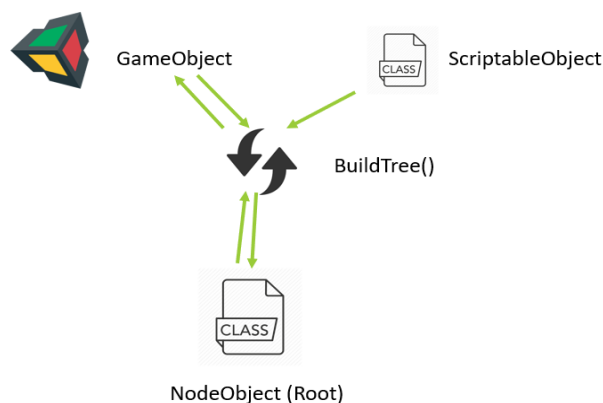 GameObject
ScriptableObject
CLASS
BuildTree()
CLASS
NodeObject (Root)